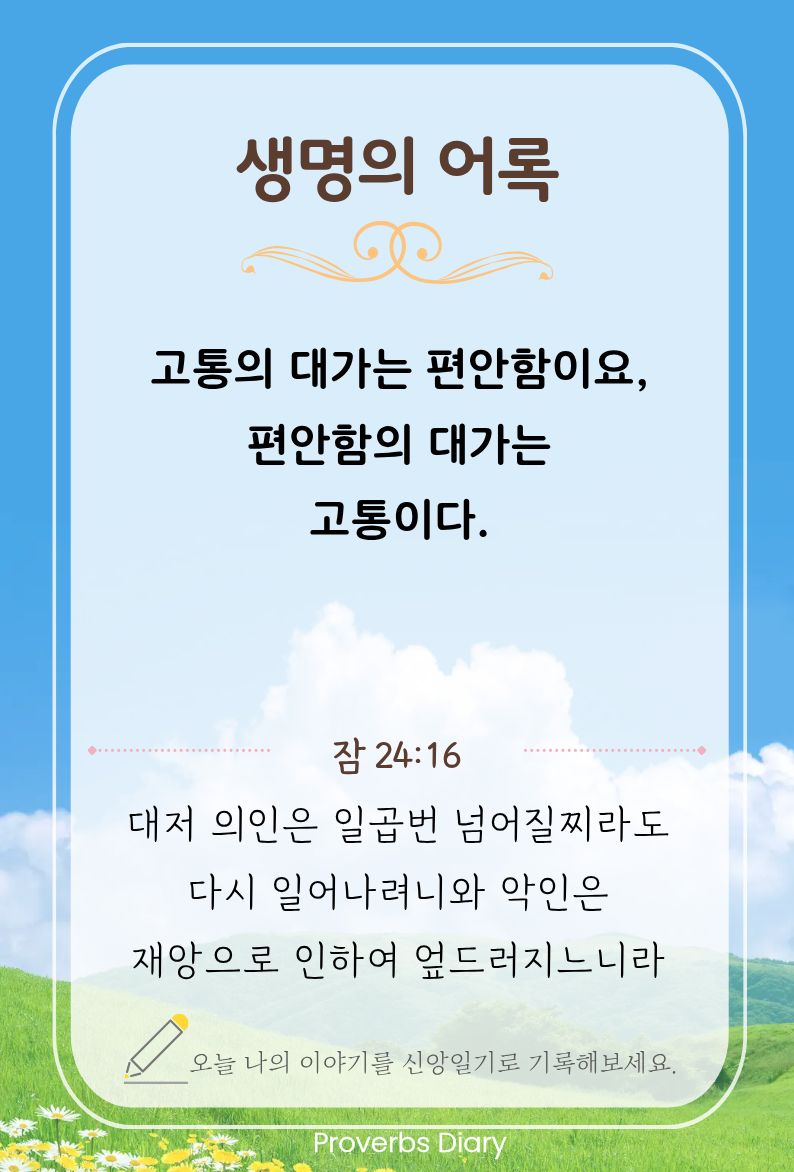 생명의 어록
고통의 대가는 편안함이요,
편안함의 대가는
고통이다.
잠 24:16
대저 의인은 일곱번 넘어질찌라도
다시 일어나려니와 악인은
재앙으로 인하여 엎드러지느니라
오늘 나의 이야기를 신앙일기로 기록해보세요.
Proverbs Diary